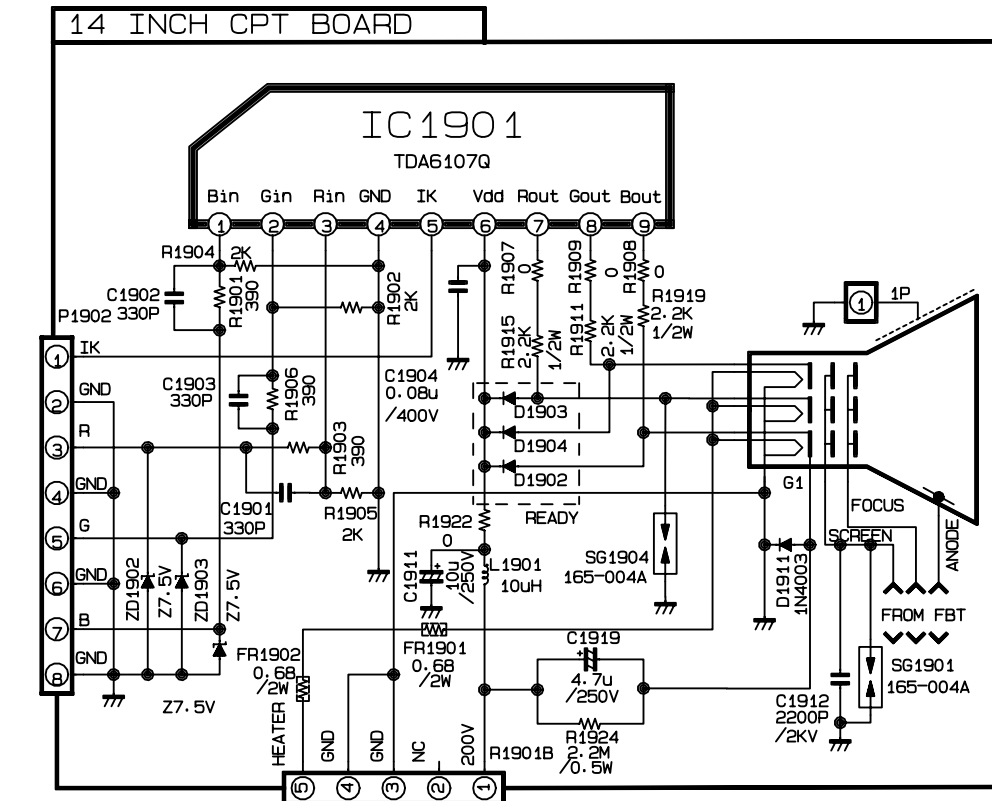 14 INCH CPT BOARD
IC1901
TDA6107Q
Bin Gin Rin GND IK Vdd Rout Gout Bout
1 2 3 4 5 6 7 8 9
R1904 2K
C1902
330P
R1901
390
R1902
2K
R1907
0
R1909
0
R1908
0
R1919
2.2K
1/2W
R1915
2.2K
1/2W
R1911
2.2K
1/2W
1
1P
P1902
1 IK
2 GND
3 R
4 GND
5 G
6 GND
7 B
8 GND
C1903
330P
R1906
390
C1904
0.08u
/400V
R1903
390
C1901
330P
R1905
2K
D1903
D1904
D1902
READY
R1922
0
C1911
10u
/250V
+
L1901
10uH
SG1904
165-004A
G1
FOCUS
SCREEN
ANODE
D1911
1N4003
FROM FBT
ZD1902
Z7.5V
ZD1903
Z7.5V
Z7.5V
FR1902
0.68
/2W
FR1901
0.68
/2W
C1919
+
4.7u
/250V
R1924
2.2M
/0.5W
SG1901
165-004A
C1912
2200P
/2KV
HEATER
GND
GND
NC
200V
R1901B
5 4 3 2 1